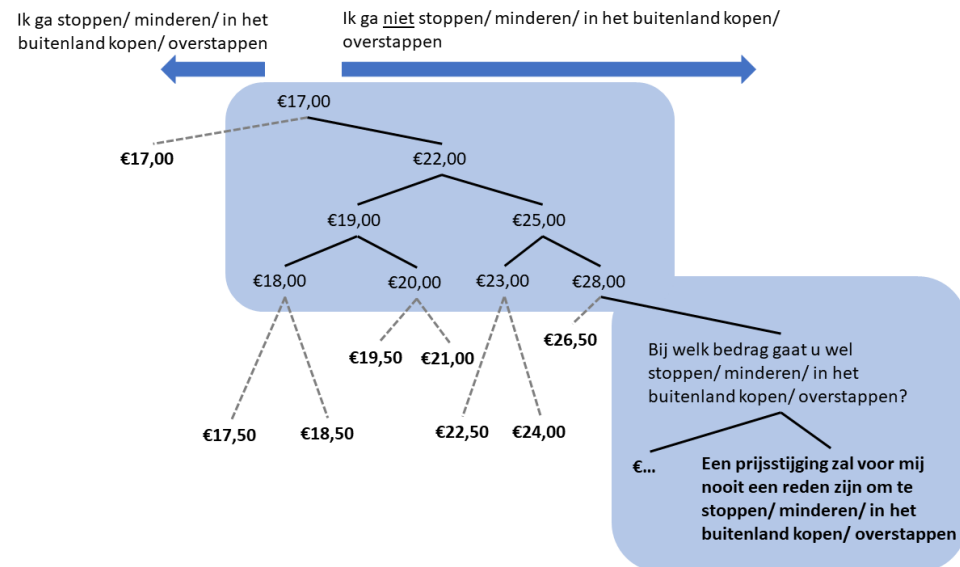 Ik ga stoppen/ minderen/ in het
buitenland kopen/ overstappen
Ik ga niet stoppen/ minderen/ in het buitenland kopen/
overstappen
€17,00
€17,00
€22,00
€19,00
€25,00
€18,00
€20,00
€23,00
€28,00
€26,50
€19,50
€21,00
€17,50
€18,50
€22,50
€24,00
Bij welk bedrag gaat u wel
stoppen/ minderen/ in het
buitenland kopen/ overstappen?
€...
Een prijsstijging zal voor mij
nooit een reden zijn om te
stoppen/ minderen/ in het
buitenland kopen/ overstappen